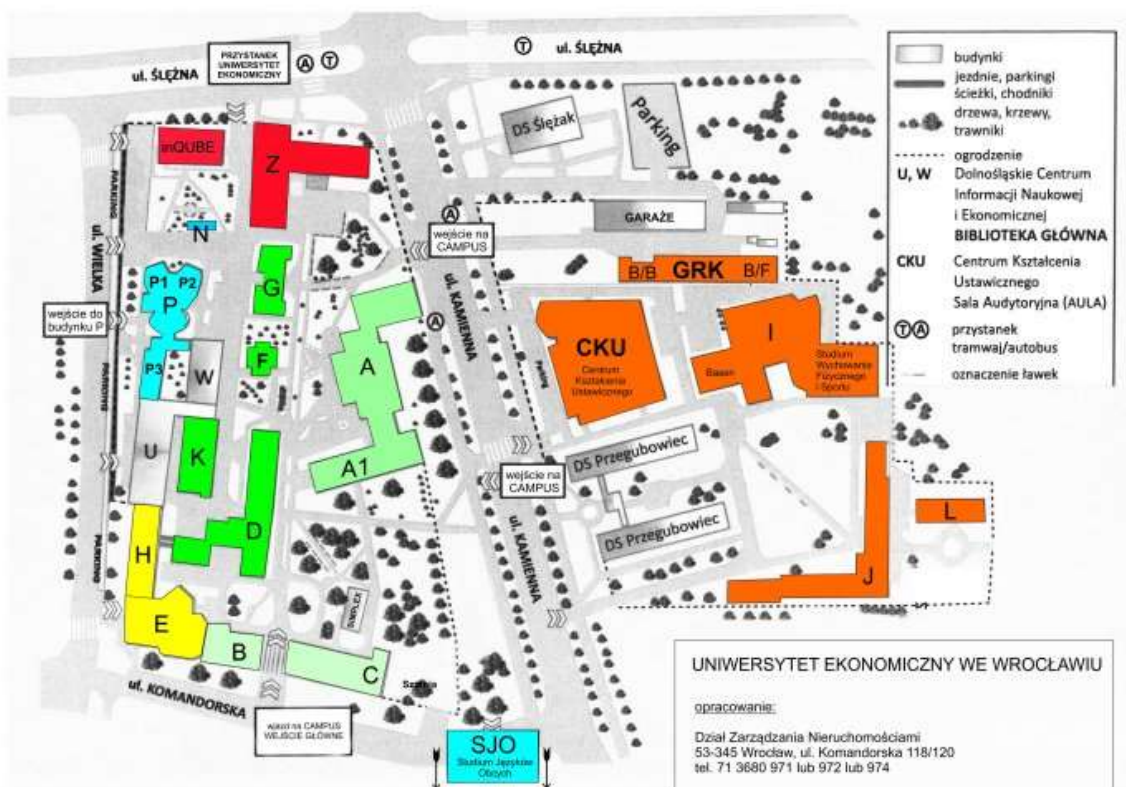 PRZYSTANEK
UNIWERSYTET
EKONOMICZNY
A T
ul. ŚLĘŻNA
T
ul. ŚLĘŻNA
inQUBE
Z
DS Ślężak
Parking
PARKING
N
ul. WIELKA
A
wejście na
CAMPUS
GARAŻE
B/B GRK B/F
P1 P2
P
P3
wejście do
budynku P
G
F
W
A
A
ul. KAMIENNA
Parking
CKU
Centrum
Kształcenia
Ustawicznego
I
Basen
Studium
Wychowania
Fizycznego
i Sportu
PARKING
U
K
A1
D
DS Przegubowiec
wejście na
CAMPUS
DS Przegubowiec
ul. KAMIENNA
L
J
H
PARKING
E
B
C
SIMPLEX
ul. KOMANDORSKA
wjazd na CAMPUS
WEJŚCIE GŁÓWNE
SJO
Studium Języków
Obcych
budynki
jezdnie, parkingi
ścieżki, chodniki
drzewa, krzewy,
trawniki
ogrodzenie
U, W Dolnośląskie Centrum
Informacji Naukowej
i Ekonomicznej
BIBLIOTEKA GŁÓWNA
CKU Centrum Kształcenia
Ustawicznego
Sala Audytoryjna (AULA)
T A przystanek
tramwaj/autobus
oznaczenie ławek
UNIWERSYTET EKONOMICZNY WE WROCŁAWIU
opracowanie:
Dział Zarządzania Nieruchomościami
53-345 Wrocław, ul. Komandorska 118/120
tel. 71 3680 971 lub 972 lub 974